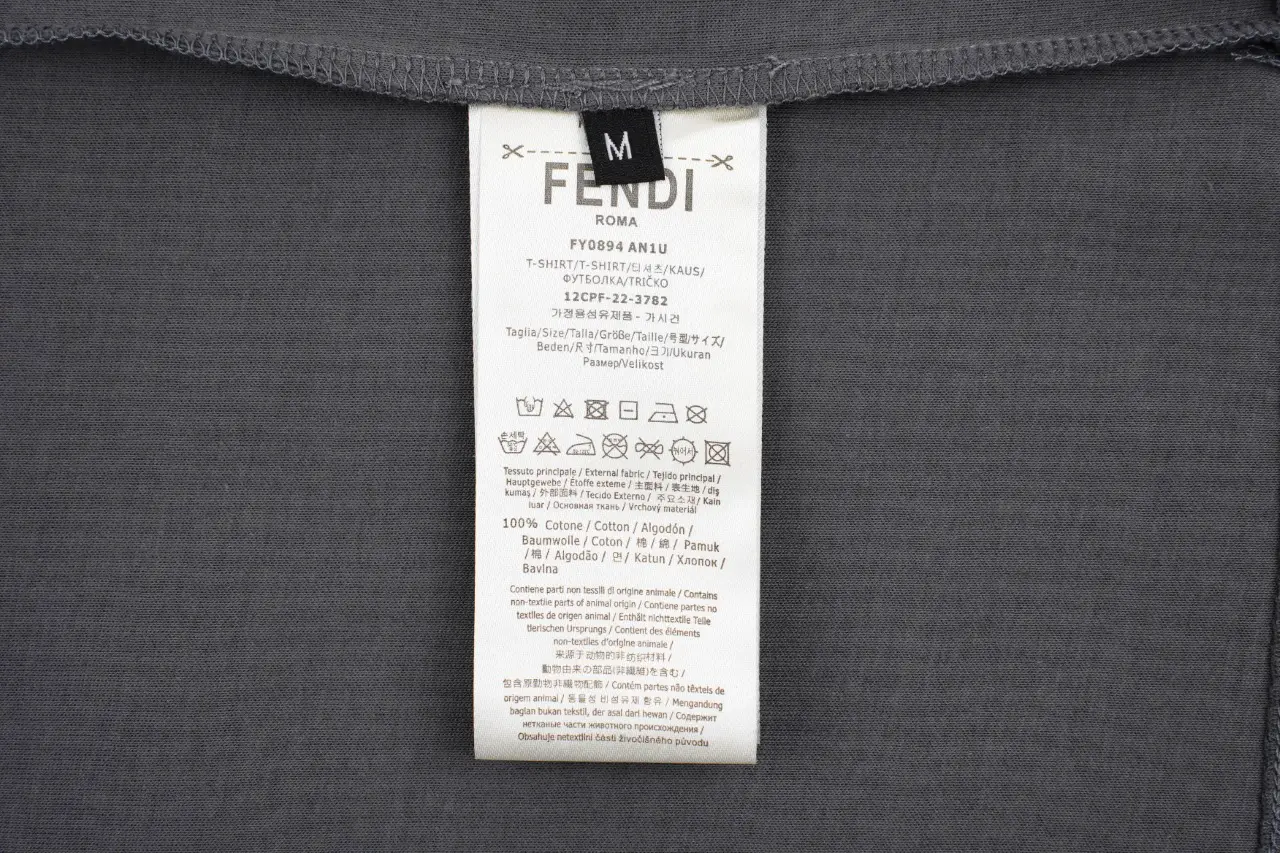 M
FENDI
ROMA
FY0894 AN1U
T-SHIRT/T-SHIRT/티셔츠/KAUS/
ФУТБОЛКА/TRIČKO
12CPF-22-3782
가정용섬유제품 - 가시건
Taglia/Size/Talla/Größe/Taille/号型/サイズ/
Beden/尺寸/Tamanho/크기/Ukuran
Размер/Velikost
손세탁
뉘어서
Tessuto principale / External fabric / Tejido principal /
Hauptgewebe / Étoffe externe / 主面料 / 表生地 / diş
kumaş / 外部面料 / Tecido Externo / 주요소재 / Kain
luar / Основная ткань / Vrchový materiál
100% Cotone / Cotton / Algodón /
Baumwolle / Coton / 棉 / 綿 / Pamuk
/ 棉 / Algodão / 면 / Katun / Хлопок /
Bavlna
Contiene parti non tessili di origine animale / Contains
non-textile parts of animal origin / Contiene partes no
textiles de origen animal / Enthält nichttextile Teile
tierischen Ursprungs / Contient des éléments
non-textiles d'origine animale /
来源于动物的非纺织材料 /
動物由来の部品(非繊維)を含む /
包含原動物非織物配飾 / Contém partes não têxteis de
origem animal / 동물성 비섬유재 함유 / Mengandung
bagian bukan tekstil, der asal dari hewan / Содержит
нетканые части животного происхождения /
Obsahuje netextilní části živočišného původu